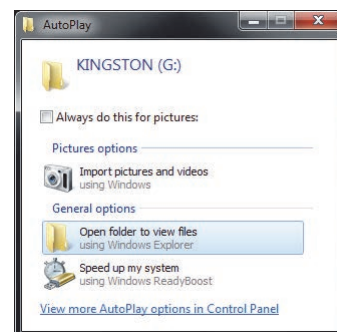 AutoPlay
KINGSTON (G:)
Always do this for pictures:
Pictures options
Import pictures and videos
using Windows
General options
Open folder to view files
using Windows Explorer
Speed up my system
using Windows ReadyBoost
View more AutoPlay options in Control Panel